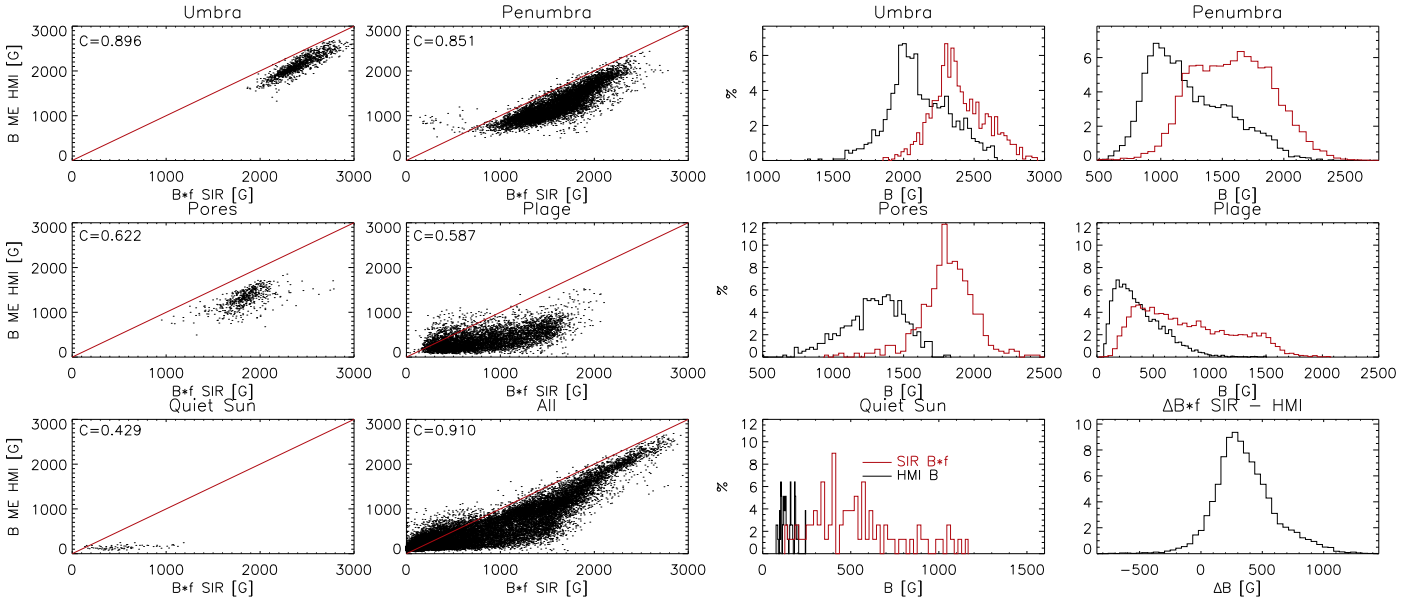 Umbra Penumbra Umbra Penumbra
C=0.896 C=0.851
B ME HMI [G]
3000 2000 1000 0
3000 2000 1000 0
%
6 4 2 0
6 4 2 0
0 1000 2000 3000
0 1000 2000 3000
1000 1500 2000 2500 3000
500 1000 1500 2000 2500
B*f SIR [G] B*f SIR [G] B [G] B [G]
Pores Plage Pores Plage
C=0.622 C=0.587
B ME HMI [G]
3000 2000 1000 0
3000 2000 1000 0
%
12 10 8 6 4 2 0
12 10 8 6 4 2 0
0 1000 2000 3000
0 1000 2000 3000
500 1000 1500 2000 2500
0 500 1000 1500 2000 2500
B*f SIR [G] B*f SIR [G] B [G] B [G]
Quiet Sun All Quiet Sun ΔB*f SIR − HMI
C=0.429 C=0.910
B ME HMI [G]
3000 2000 1000 0
3000 2000 1000 0
%
12 10 8 6 4 2 0
SIR B*f
HMI B
10 8 6 4 2 0
0 1000 2000 3000
0 1000 2000 3000
0 500 1000 1500
−500 0 500 1000
B*f SIR [G] B*f SIR [G] B [G] ΔB [G]